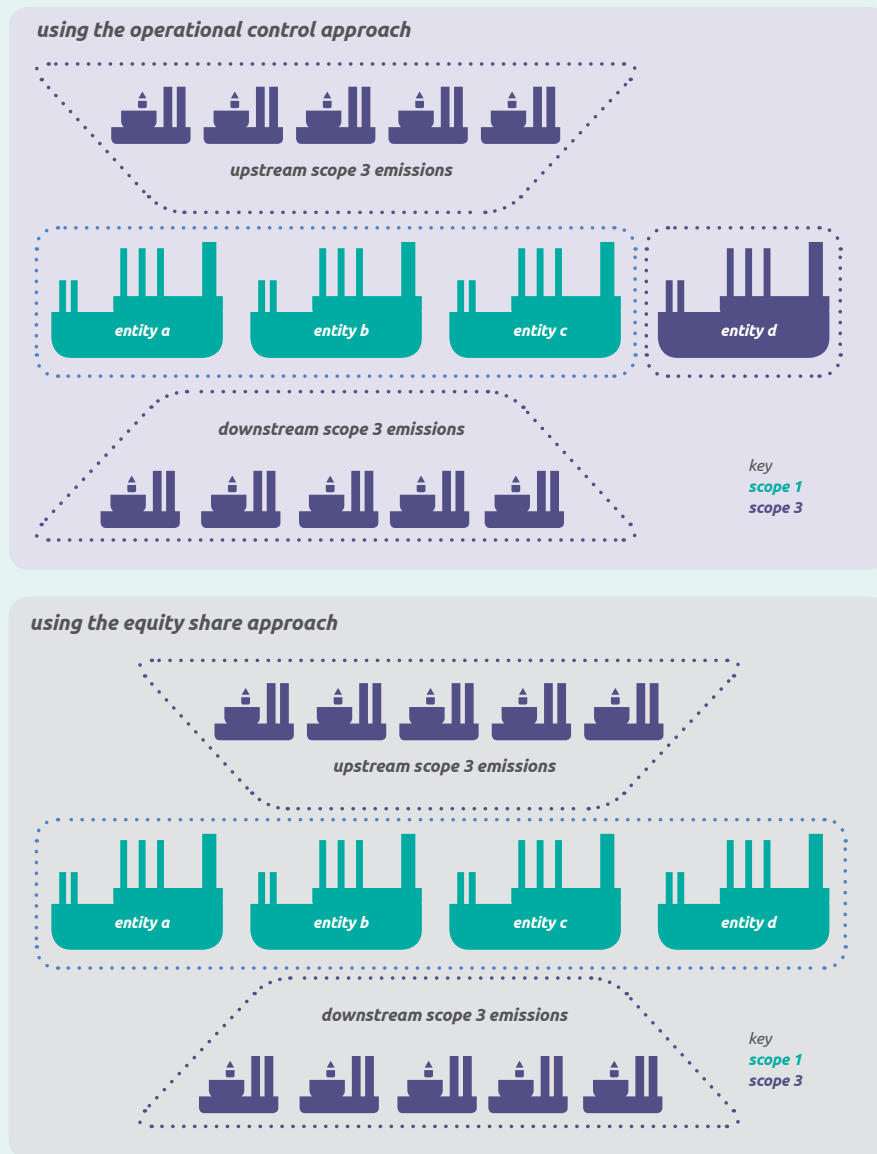 using the operational control approach
upstream scope 3 emissions
entity a
entity b
entity c
entity d
downstream scope 3 emissions
key
scope 1
scope 3
using the equity share approach
upstream scope 3 emissions
entity a
entity b
entity c
entity d
downstream scope 3 emissions
key
scope 1
scope 3